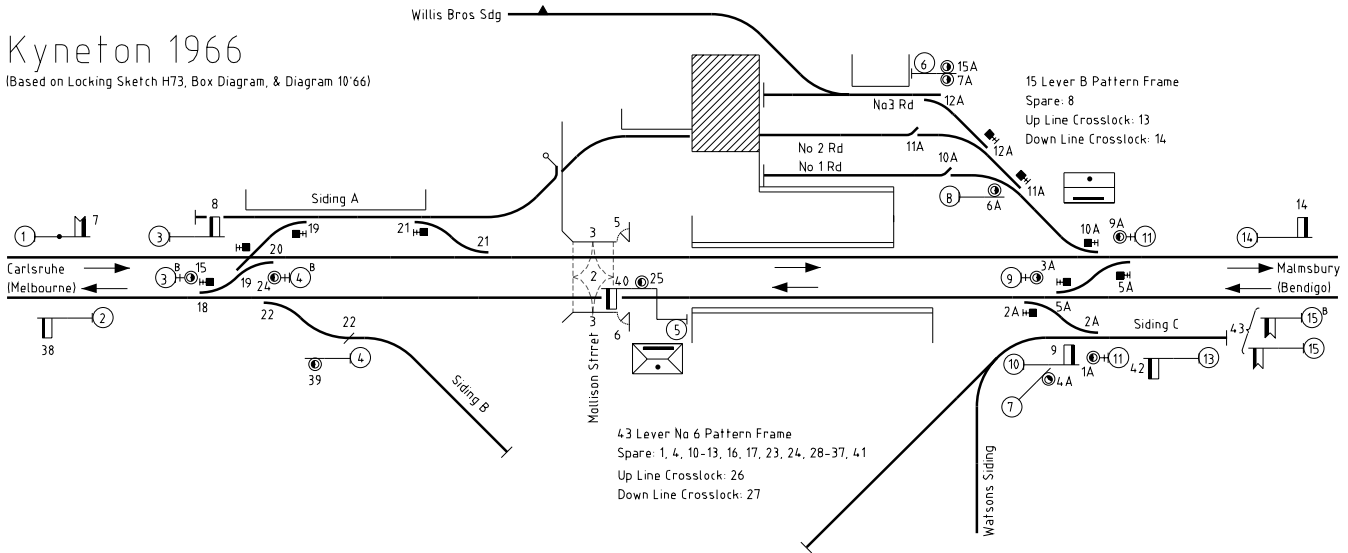 Willis Bros Sdg
Kyneton 1966
(Based on Locking Sketch H73, Box Diagram, & Diagram 10'66)
6
15A
7A
12A
No3 Rd
15 Lever B Pattern Frame
Spare: 8
Up Line Crosslock: 13
Down Line Crosslock: 14
12A
11A
No 2 Rd
No 1 Rd
10A
11A
8
6A
Siding A
1
7
3
8
19
20
21
21
3
5
10A
9A
11
14
14
Carlsruhe
(Melbourne)
3
B
15
19
24
4
B
18
22
2
40
25
9
3A
5A
Malmsbury
(Bendigo)
2
38
22
39
4
3
6
5
2A
5A
2A
Siding C
43
15
B
15
10
9
1A
11
42
13
4A
7
Siding B
Mollison Strret
Watsons Siding
43 Lever No 6 Pattern Frame
Spare: 1, 4, 10-13, 16, 17, 23, 24, 28-37, 41
Up Line Crosslock: 26
Down Line Crosslock: 27